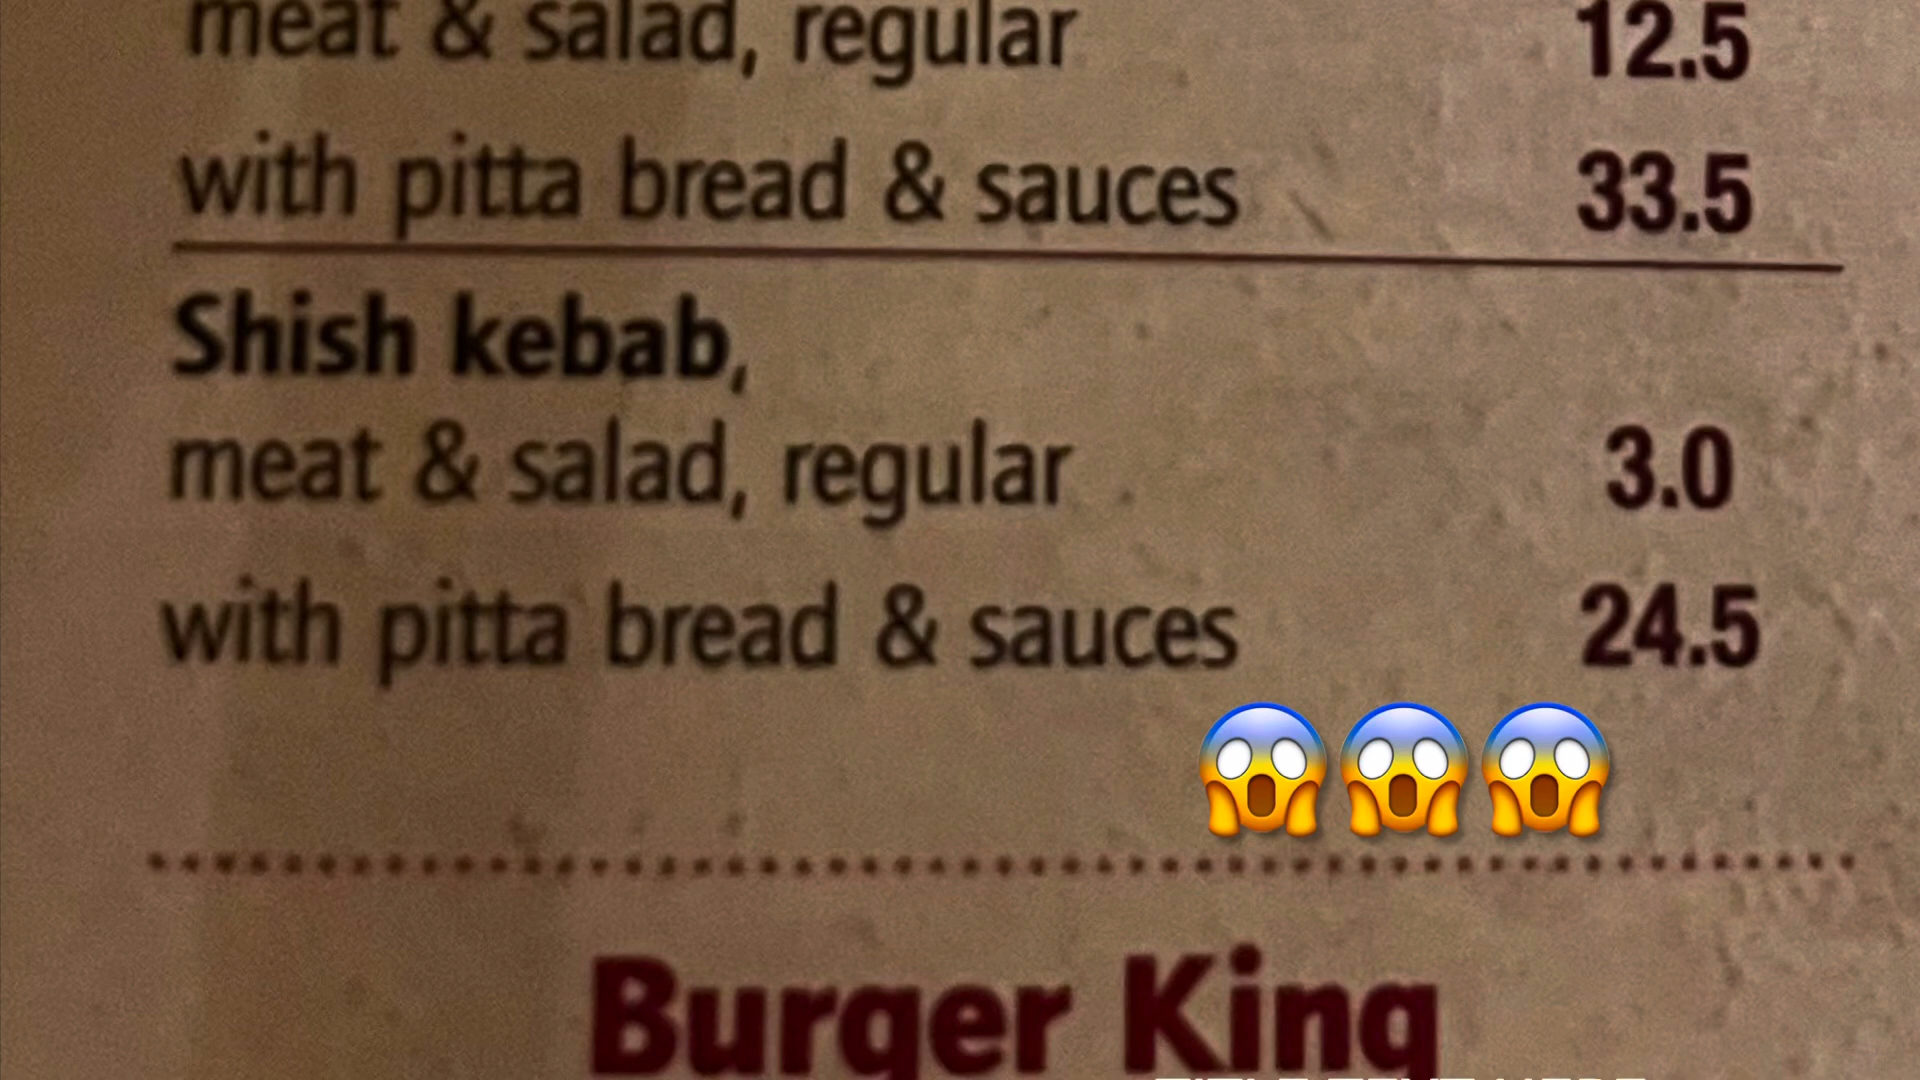 meat & salad, regular 12.5
with pitta bread & sauces 33.5
Shish kebab,
meat & salad, regular 3.0
with pitta bread & sauces 24.5
😱😱😱
Burger King